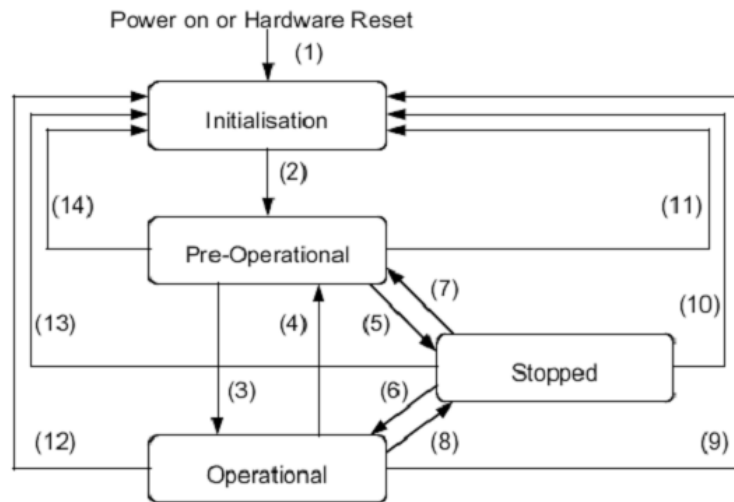 Power on or Hardware Reset
(1)
Initialisation
(2)
(14)
(11)
Pre-Operational
(7)
(13)
(4)
(5)
(10)
Stopped
(3)
(6)
(12)
(8)
(9)
Operational